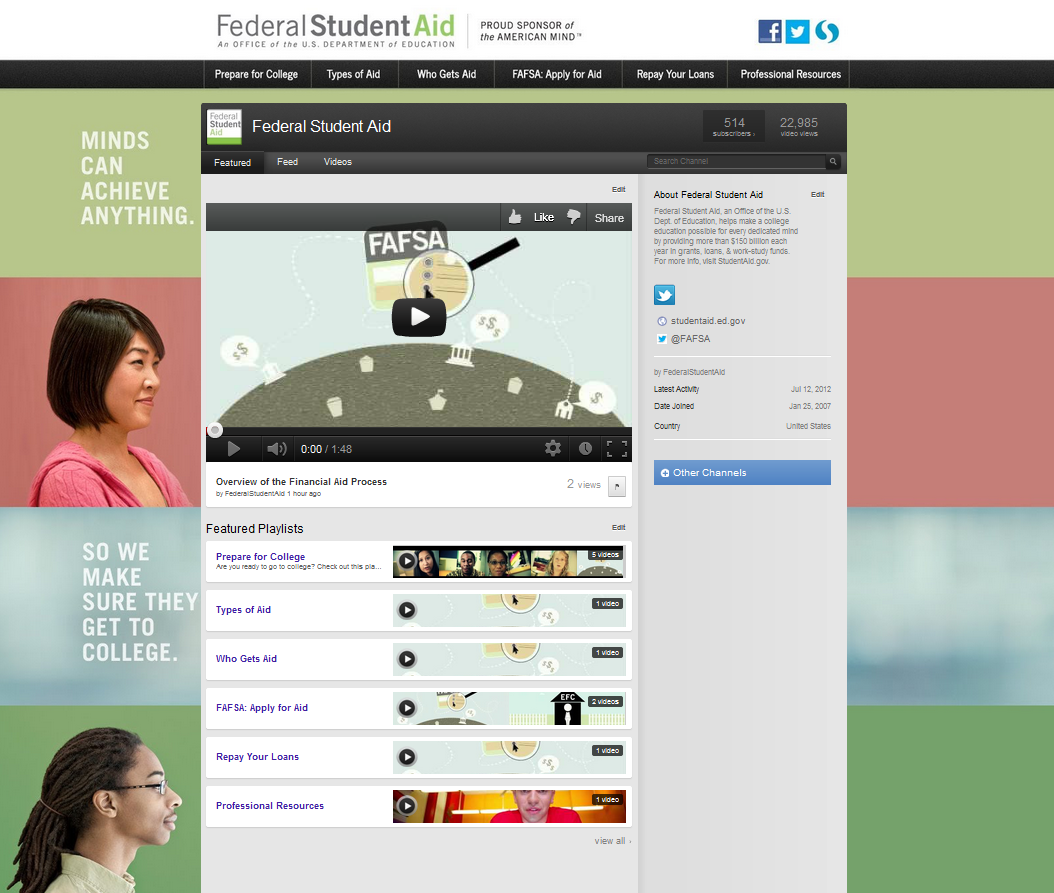 Federal Student Aid
An OFFICE of the U.S. DEPARTMENT of EDUCATION
PROUD SPONSOR of
the AMERICAN MIND™
Prepare for College
Types of Aid
Who Gets Aid
FAFSA: Apply for Aid
Repay Your Loans
Professional Resources
MINDS
CAN
ACHIEVE
ANYTHING.
SO WE
MAKE
SURE THEY
GET TO
COLLEGE.
Federal
Student
Aid
Federal Student Aid
514
subscribers ›
22,985
video views
Featured
Feed
Videos
Search Channel
Edit
Like
Share
FAFSA
$
$$$
$$
$
0:00 / 1:48
Overview of the Financial Aid Process
by FederalStudentAid 1 hour ago
2 views
Featured Playlists
Edit
Prepare for College
Are you ready to go to college? Check out this pla...
5 videos
Types of Aid
$$
1 video
Who Gets Aid
$$
1 video
FAFSA: Apply for Aid
EFC
2 videos
Repay Your Loans
$$
1 video
Professional Resources
1 video
view all ›
About Federal Student Aid
Edit
Federal Student Aid, an Office of the U.S.
Dept. of Education, helps make a college
education possible for every dedicated mind
by providing more than $150 billion each
year in grants, loans, & work-study funds.
For more info, visit StudentAid.gov.
studentaid.ed.gov
@FAFSA
by FederalStudentAid
Latest Activity
Jul 12, 2012
Date Joined
Jan 25, 2007
Country
United States
Other Channels